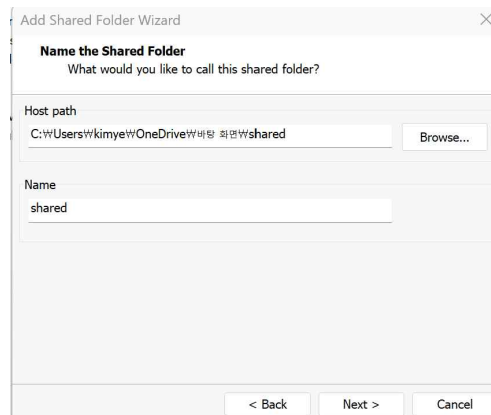 Add Shared Folder Wizard
Name the Shared Folder
What would you like to call this shared folder?
Host path
C:₩Users₩kimye₩OneDrive₩바탕 화면₩shared
Browse...
Name
shared
< Back
Next >
Cancel